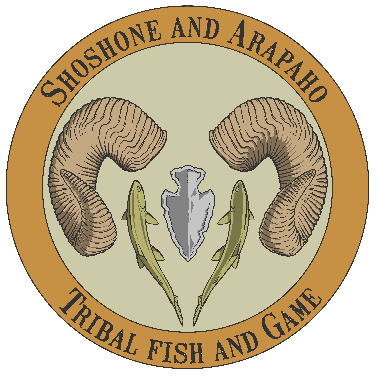 SHOSHONE AND ARAPAHO
TRIBAL FISH AND GAME